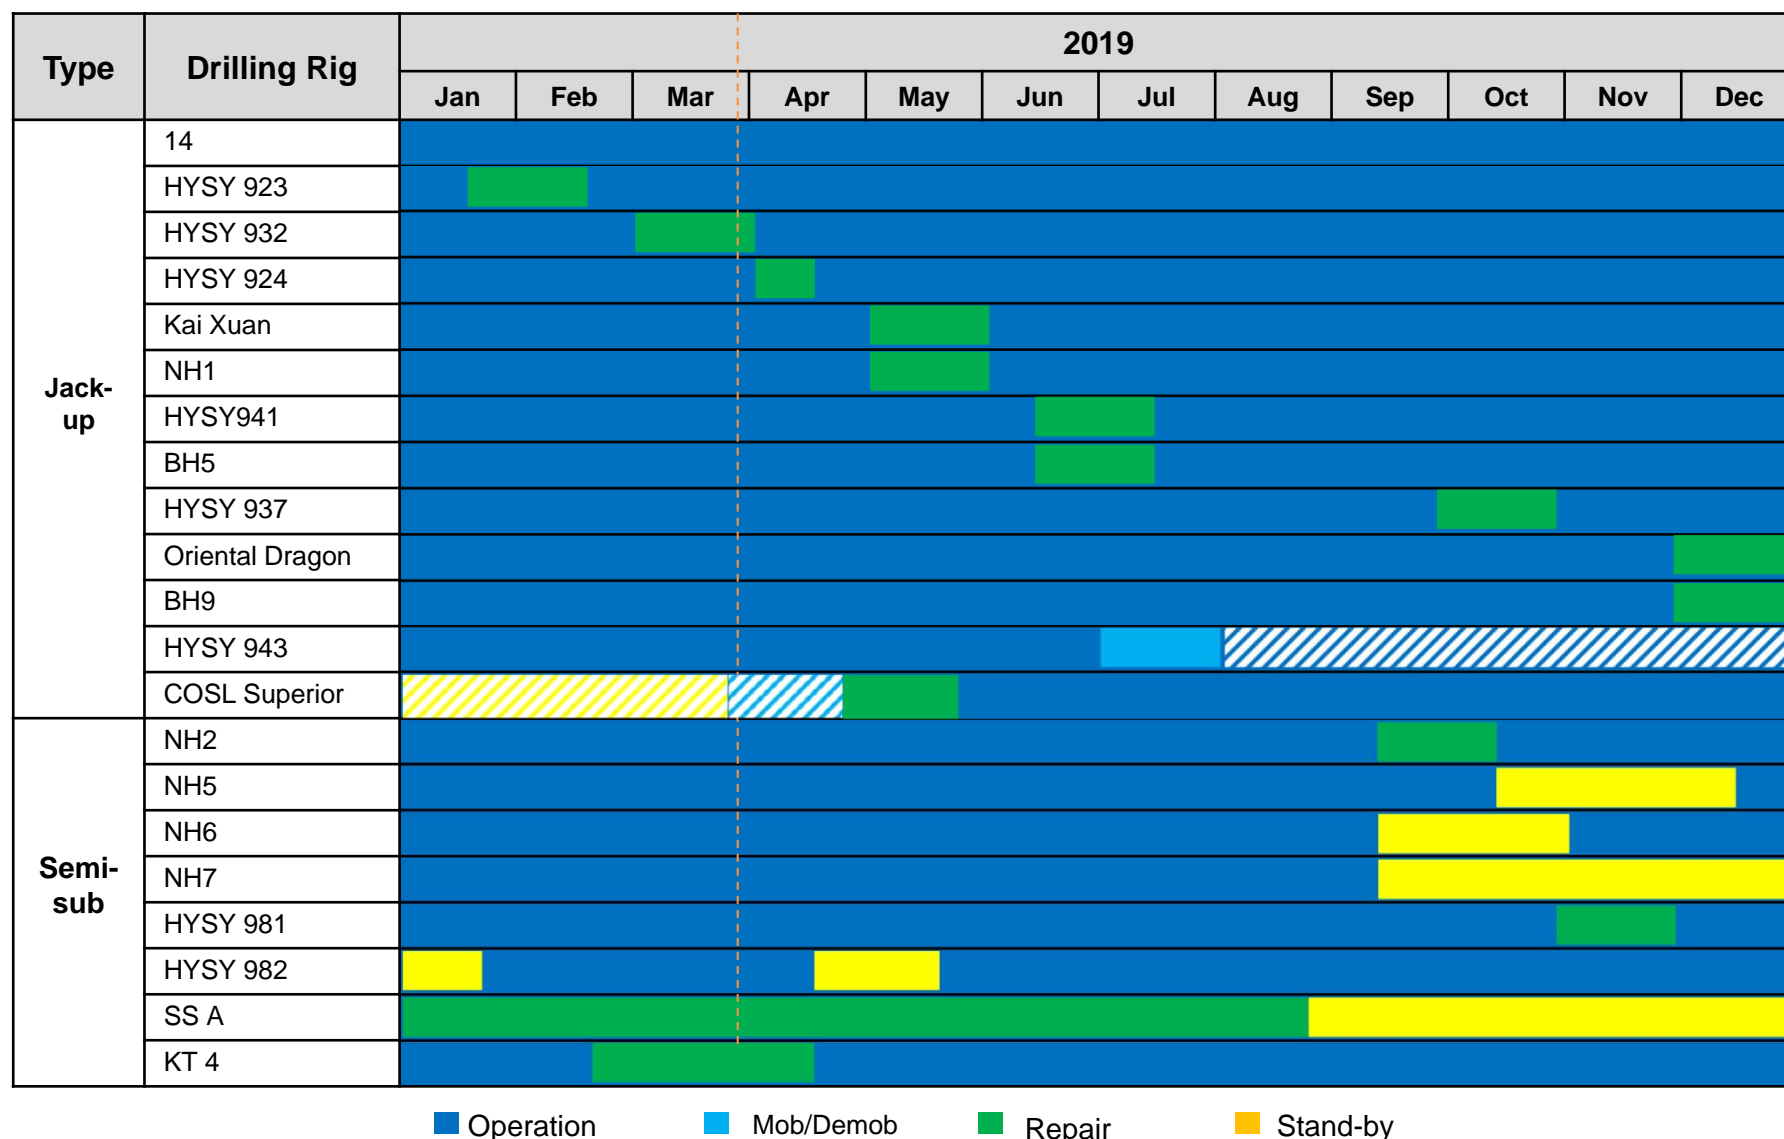 Type
Drilling Rig
2019
Jan Feb Mar Apr May Jun Jul Aug Sep Oct Nov Dec
Jack-
up
14
HYSY 923
HYSY 932
HYSY 924
Kai Xuan
NH1
HYSY941
BH5
HYSY 937
Oriental Dragon
BH9
HYSY 943
COSL Superior
Semi-
sub
NH2
NH5
NH6
NH7
HYSY 981
HYSY 982
SS A
KT 4
Operation Mob/Demob Repair Stand-by